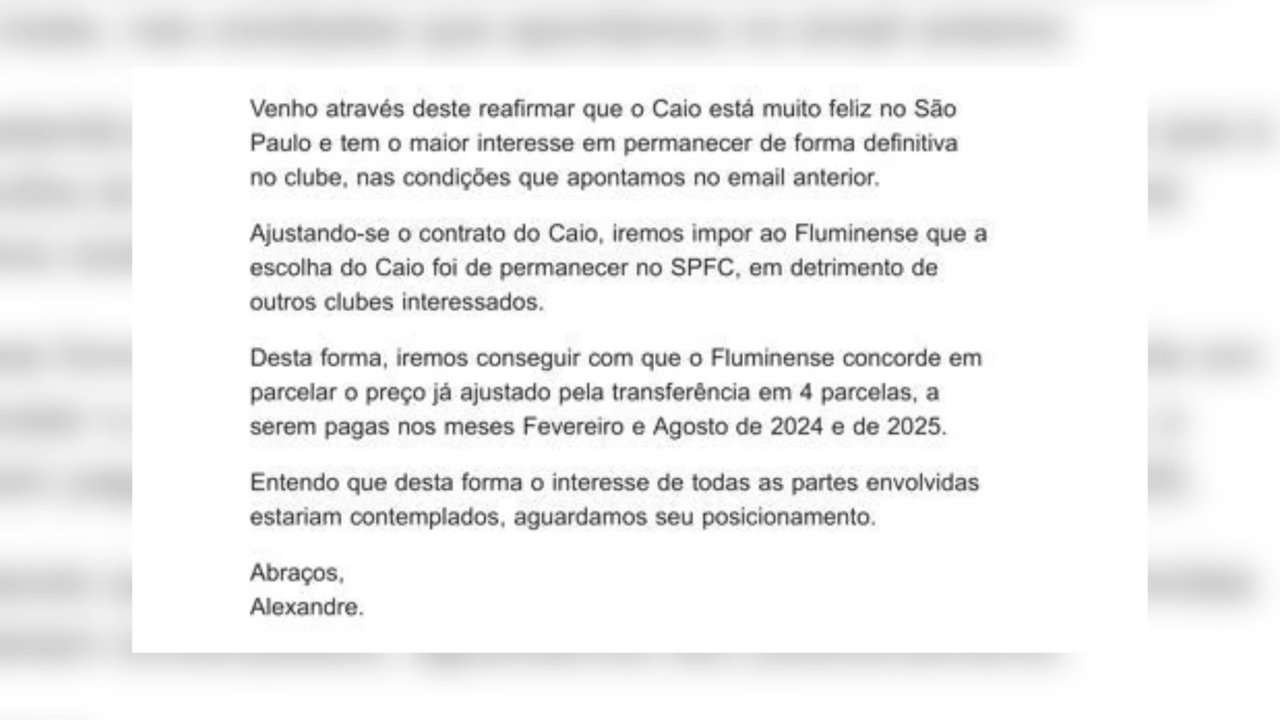 Venho através deste reafirmar que o Caio está muito feliz no São
Paulo e tem o maior interesse em permanecer de forma definitiva
no clube, nas condições que apontamos no email anterior.
Ajustando-se o contrato do Caio, iremos impor ao Fluminense que a
escolha do Caio foi de permanecer no SPFC, em detrimento de
outros clubes interessados.
Desta forma, iremos conseguir com que o Fluminense concorde em
parcelar o preço já ajustado pela transferência em 4 parcelas, a
serem pagas nos meses Fevereiro e Agosto de 2024 e de 2025.
Entendo que desta forma o interesse de todas as partes envolvidas
estariam contemplados, aguardamos seu posicionamento.
Abraços,
Alexandre.